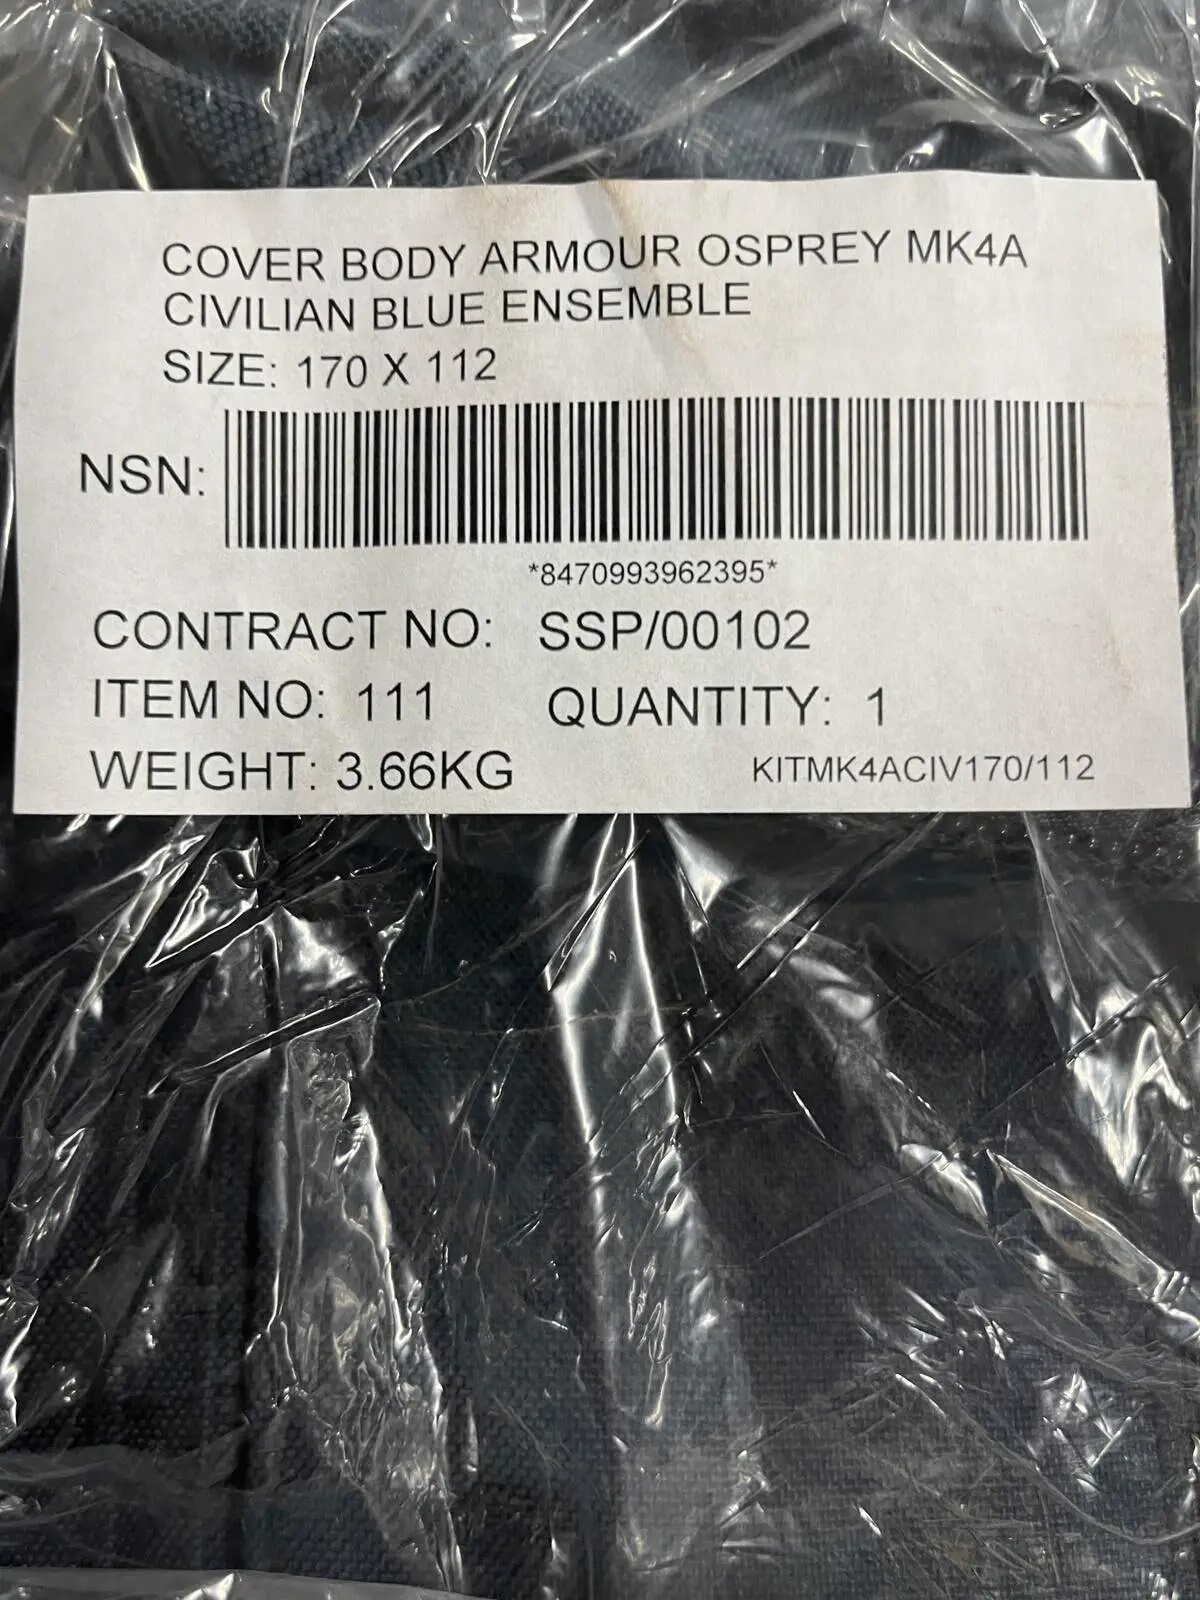 COVER BODY ARMOUR OSPREY MK4A
CIVILIAN BLUE ENSEMBLE
SIZE: 170 X 112
NSN:
*8470993962395*
CONTRACT NO: SSP/00102
ITEM NO: 111 QUANTITY: 1
WEIGHT: 3.66KG KITMK4ACIV170/112